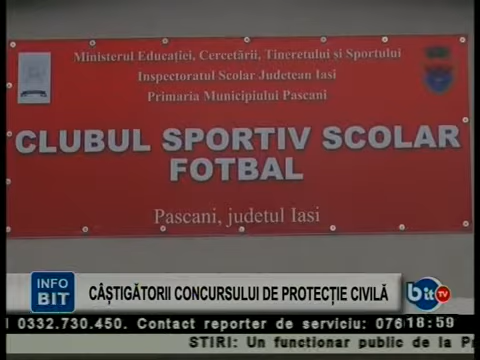 Ministerul Educației, Cercetării, Tineretului și Sportului
Inspectoratul Scolar Judetean Iasi
Primaria Municipiului Pascani
CLUBUL SPORTIV SCOLAR
FOTBAL
Pascani, judetul Iasi
INFO
BIT
CÂȘTIGĂTORII CONCURSULUI DE PROTECȚIE CIVILĂ
bit TV
0332.730.450. Contact reporter de serviciu: 076
18:59
STIRI: Un functionar public de la